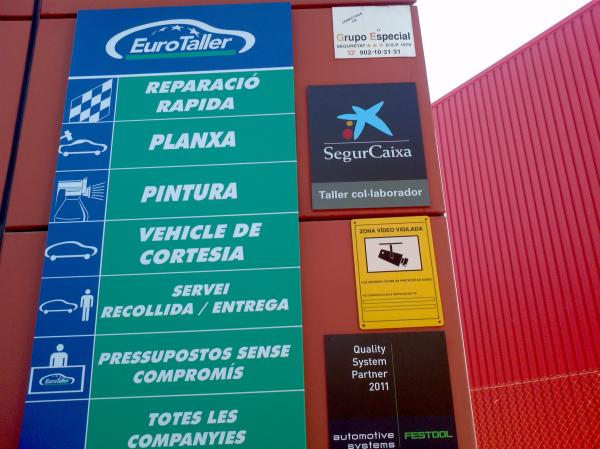 EuroTaller
REPARACIÓ
RAPIDA
PLANXA
PINTURA
VEHICLE DE
CORTESIA
SERVEI
RECOLLIDA / ENTREGA
EuroTaller
PRESSUPOSTOS SENSE
COMPROMÍS
TOTES LES
COMPANYIES
Grupo Especial
SEGURETAT ★ ★ ★ D.G.P. 1079
☎ 902·10·31·31
SegurCaixa
Taller col·laborador
ZONA VÍDEO VIGILADA
Quality
System
Partner
2011
automotive
systems
FESTOOL